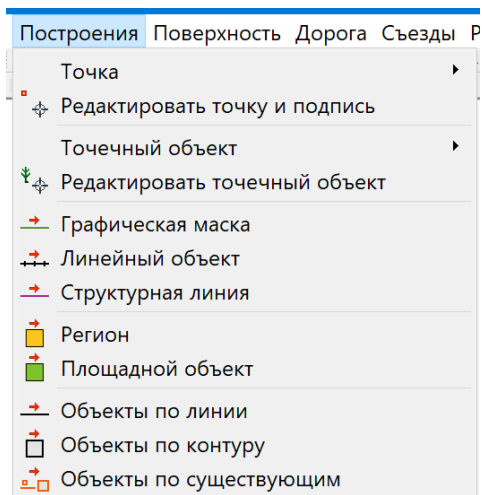 Построения Поверхность Дорога Съезды
Точка
Редактировать точку и подпись
Точечный объект
Редактировать точечный объект
Графическая маска
Линейный объект
Структурная линия
Регион
Площадной объект
Объекты по линии
Объекты по контуру
Объекты по существующим